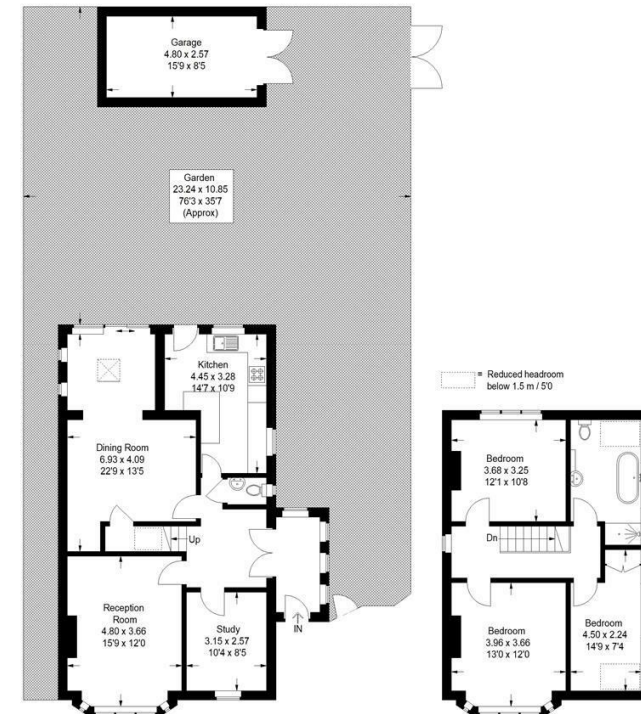 Garage
4.80 x 2.57
15'9 x 8'5
Garden
23.24 x 10.85
76'3 x 35'7
(Approx)
Kitchen
4.45 x 3.28
14'7 x 10'9
= Reduced headroom
below 1.5 m / 5'0
Dining Room
6.93 x 4.09
22'9 x 13'5
Up
Reception
Room
4.80 x 3.66
15'9 x 12'0
Study
3.15 x 2.57
10'4 x 8'5
IN
Bedroom
3.68 x 3.25
12'1 x 10'8
Dn
Bedroom
3.96 x 3.66
13'0 x 12'0
Bedroom
4.50 x 2.24
14'9 x 7'4